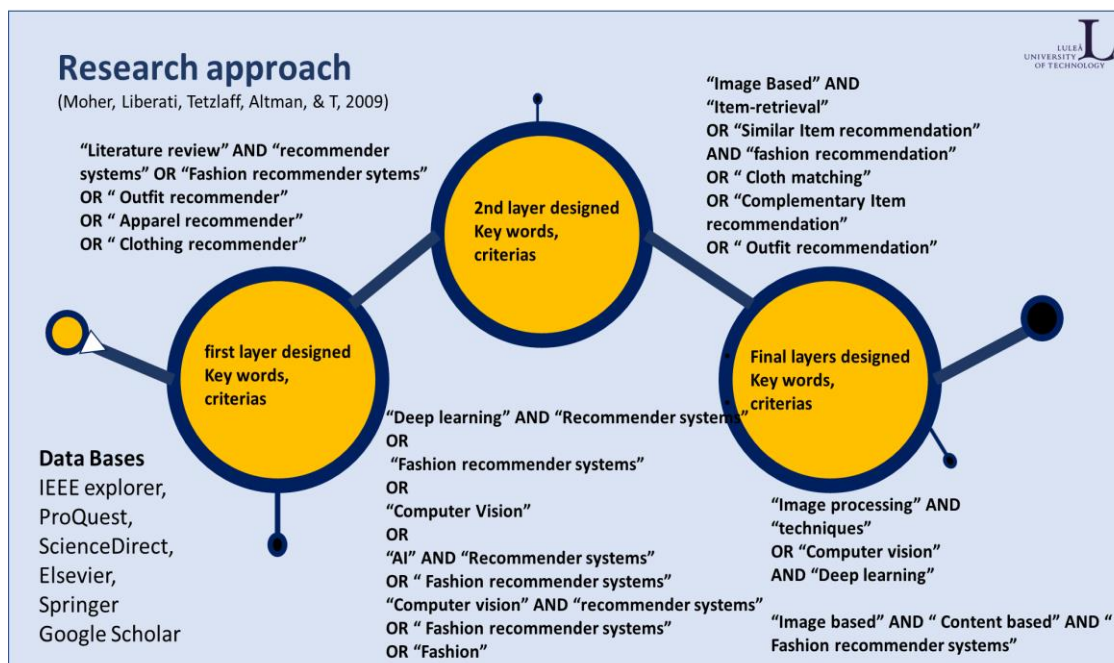 Research approach
(Moher, Liberati, Tetzlaff, Altman, & T, 2009)
LULEÅ
UNIVERSITY
OF TECHNOLOGY
L
“Literature review” AND “recommender
systems” OR “Fashion recommender sytems”
OR “ Outfit recommender”
OR “ Apparel recommender”
OR “ Clothing recommender”
first layer designed
Key words,
criterias
2nd layer designed
Key words,
criterias
“Image Based” AND
“Item-retrieval”
OR “Similar Item recommendation”
AND “fashion recommendation”
OR “ Cloth matching”
OR “Complementary Item
recommendation”
OR “ Outfit recommendation”
Final layers designed
Key words,
criterias
Data Bases
IEEE explorer,
ProQuest,
ScienceDirect,
Elsevier,
Springer
Google Scholar
“Deep learning” AND “Recommender systems”
OR
“Fashion recommender systems”
OR
“Computer Vision”
OR
“AI” AND “Recommender systems”
OR “ Fashion recommender systems”
“Computer vision” AND “recommender systems”
OR “ Fashion recommender systems”
OR “Fashion”
“Image processing” AND
“techniques”
OR “Computer vision”
AND “Deep learning”
“Image based” AND “ Content based” AND “
Fashion recommender systems”